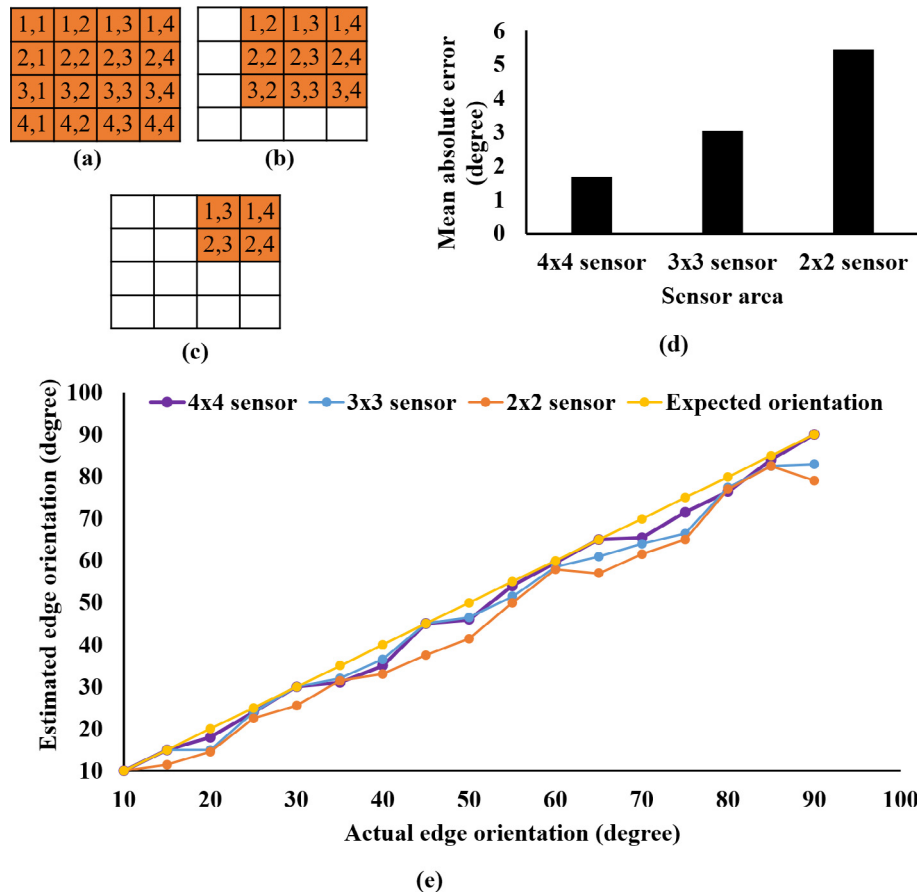 1,1 1,2 1,3 1,4
2,1 2,2 2,3 2,4
3,1 3,2 3,3 3,4
4,1 4,2 4,3 4,4
(a)
1,2 1,3 1,4
2,2 2,3 2,4
3,2 3,3 3,4
(b)
1,3 1,4
2,3 2,4
(c)
Mean absolute error
(degree)
6
5
4
3
2
1
0
4x4 sensor 3x3 sensor 2x2 sensor
Sensor area
(d)
Estimated edge orientation (degree)
100
90
80
70
60
50
40
30
20
10
4x4 sensor 3x3 sensor 2x2 sensor Expected orientation
10 20 30 40 50 60 70 80 90 100
Actual edge orientation (degree)
(e)